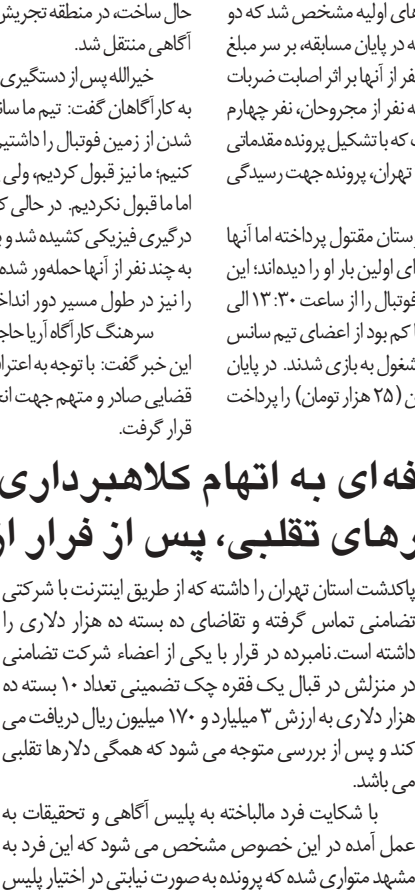 های اولیه مشخص شد که دو
ه در پایان مسابقه، بر سر مبلغ
نفر از آنها بر اثر اصابت ضربات
ه نفر از مجروحان، نفر چهارم
ت که با تشکیل پرونده مقدماتی
تهران، پرونده جهت رسیدگی
وستان مقتول پرداخته اما آنها
ای اولین بار او را دیده‌اند؛ این
فوتبال را از ساعت ۱۳:۳۰ الی
ا کم بود از اعضای تیم سانس
شغول به بازی شدند. در پایان
ن (۲۵ هزار تومان) را پرداخت
حال ساخت، در منطقه تجریش
آگاهی منتقل شد.
خیرالله پس از دستگیری
به کارآگاهان گفت: تیم ما سان
شدن از زمین فوتبال را داشتیم
کنیم؛ ما نیز قبول کردیم، ولی
اما ما قبول نکردیم. در حالی ک
درگیری فیزیکی کشیده شد و
به چند نفر از آنها حمله‌ور شده
را نیز در طول مسیر دور انداخ
سرهنگ کارآگاه آریا حاج
این خبر گفت: با توجه به اعترا
قضایی صادر و متهم جهت انج
قرار گرفت.
فه‌ای به اتهام کلاهبرداری
رهای تقلبی، پس از فرار از
پاکدشت استان تهران را داشته که از طریق اینترنت با شرکتی
تضامنی تماس گرفته و تقاضای ده بسته ده هزار دلاری را
داشته است.نامبرده در قرار با یکی از اعضاء شرکت تضامنی
در منزلش در قبال یک فقره چک تضمینی تعداد ۱۰ بسته ده
هزار دلاری به ارزش ۳ میلیارد و ۱۷۰ میلیون ریال دریافت می
کند و پس از بررسی متوجه می شود که همگی دلارها تقلبی
می باشد.
با شکایت فرد مالباخته به پلیس آگاهی و تحقیقات به
عمل آمده در این خصوص مشخص می شود که این فرد به
مشهد متواری شده که پرونده به صورت نیابتی در اختیار پلیس